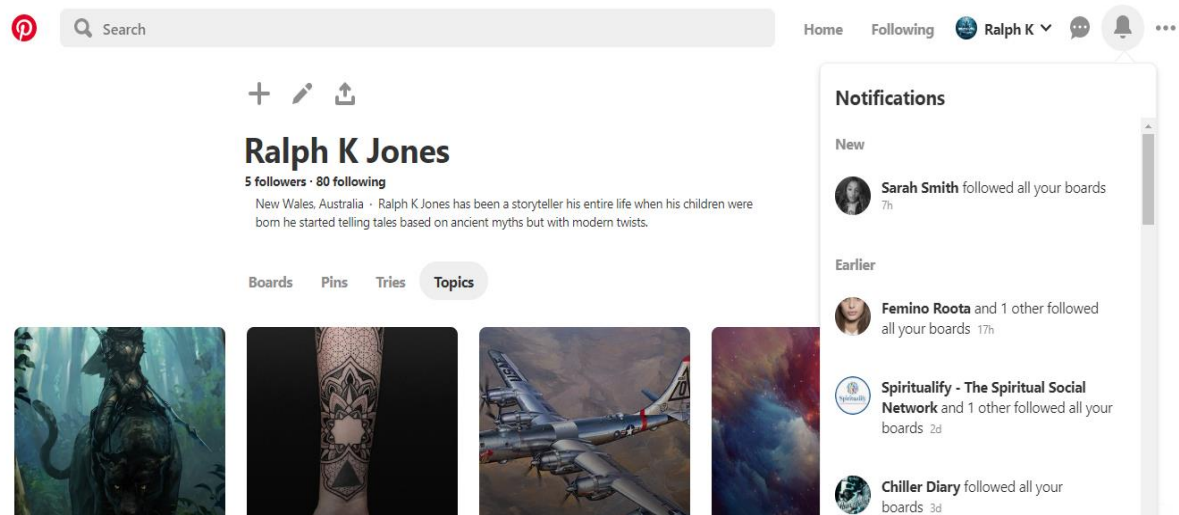 Search
Home
Following
Ralph K
Ralph K Jones
5 followers · 80 following
New Wales, Australia · Ralph K Jones has been a storyteller his entire life when his children were
born he started telling tales based on ancient myths but with modern twists.
Boards
Pins
Tries
Topics
Notifications
New
Sarah Smith followed all your boards
7h
Earlier
Femino Roota and 1 other followed
all your boards 17h
Spiritualify - The Spiritual Social
Network and 1 other followed all your
boards 2d
Chiller Diary followed all your
boards 3d